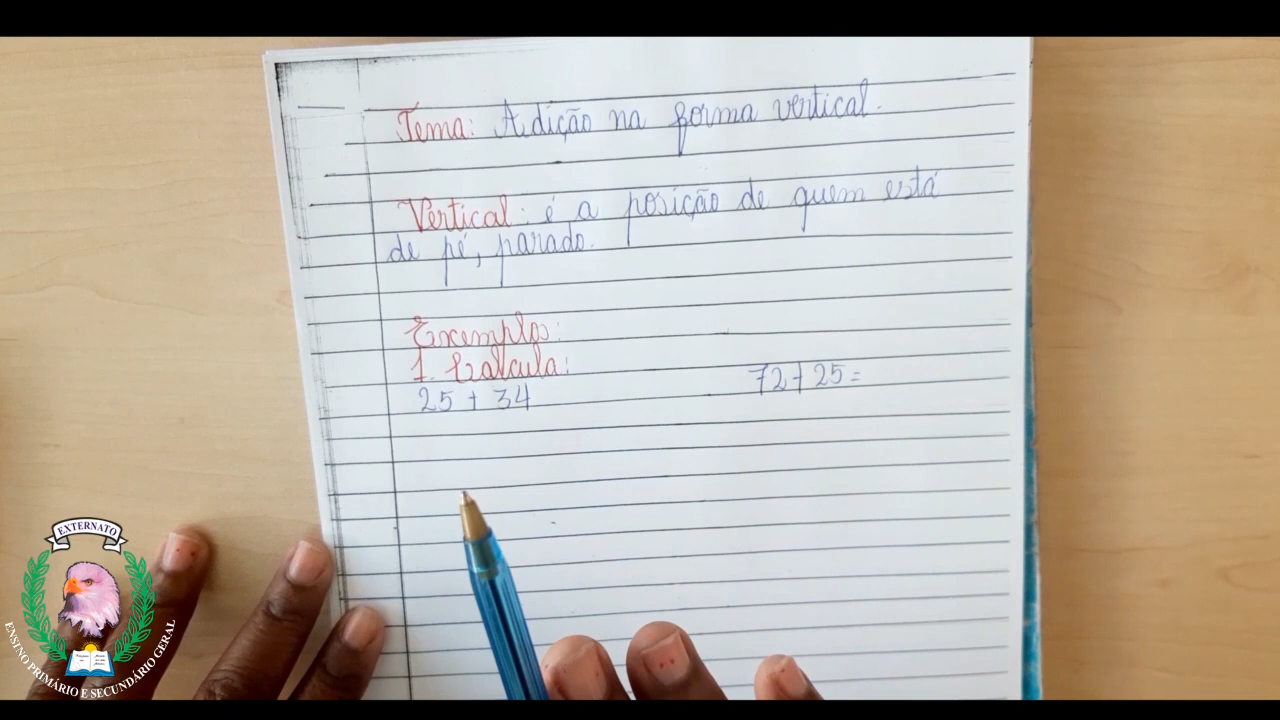 Tema: Adição na forma vertical.
Vertical: é a posição de quem está
de pé, parado.
Exemplo:
1. Calcula:
25 + 34
72 + 25 =
EXTERNATO
ENSINO PRIMÁRIO E SECUNDÁRIO GERAL